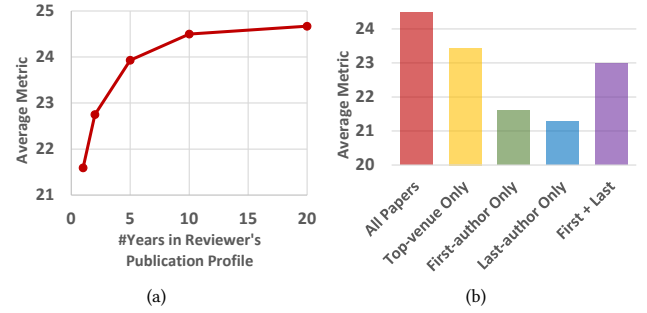 25
24
23
22
21
Average Metric
0 5 10 15 20
#Years in Reviewer's
Publication Profile
(a)
24
23
22
21
20
Average Metric
All Papers
Top-venue Only
First-author Only
Last-author Only
First + Last
(b)